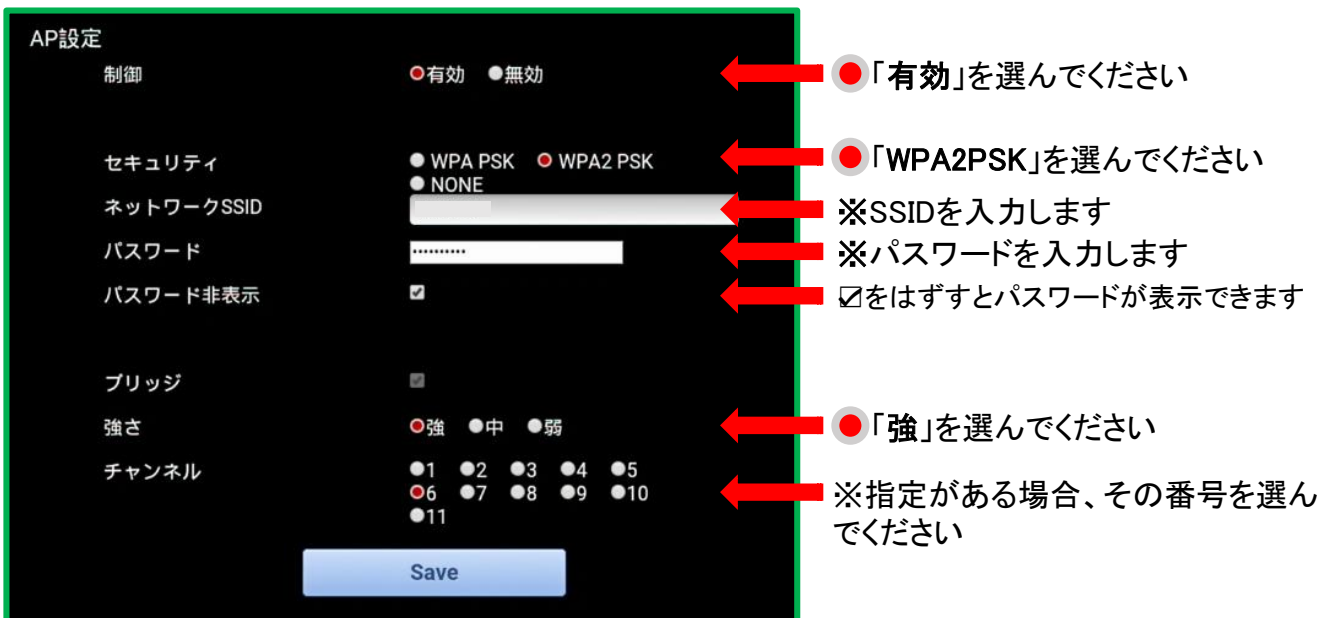 AP設定
制御 ●有効 ●無効 ●「有効」を選んでください
セキュリティ ●WPA PSK ●WPA2 PSK ●「WPA2PSK」を選んでください
●NONE
ネットワークSSID ※SSIDを入力します
パスワード •••••••••• ※パスワードを入力します
パスワード非表示 ☑ ☑をはずすとパスワードが表示できます
ブリッジ ☑
強さ ●強 ●中 ●弱 ●「強」を選んでください
チャンネル ●1 ●2 ●3 ●4 ●5
●6 ●7 ●8 ●9 ●10 ※指定がある場合、その番号を選ん
●11 でください
Save